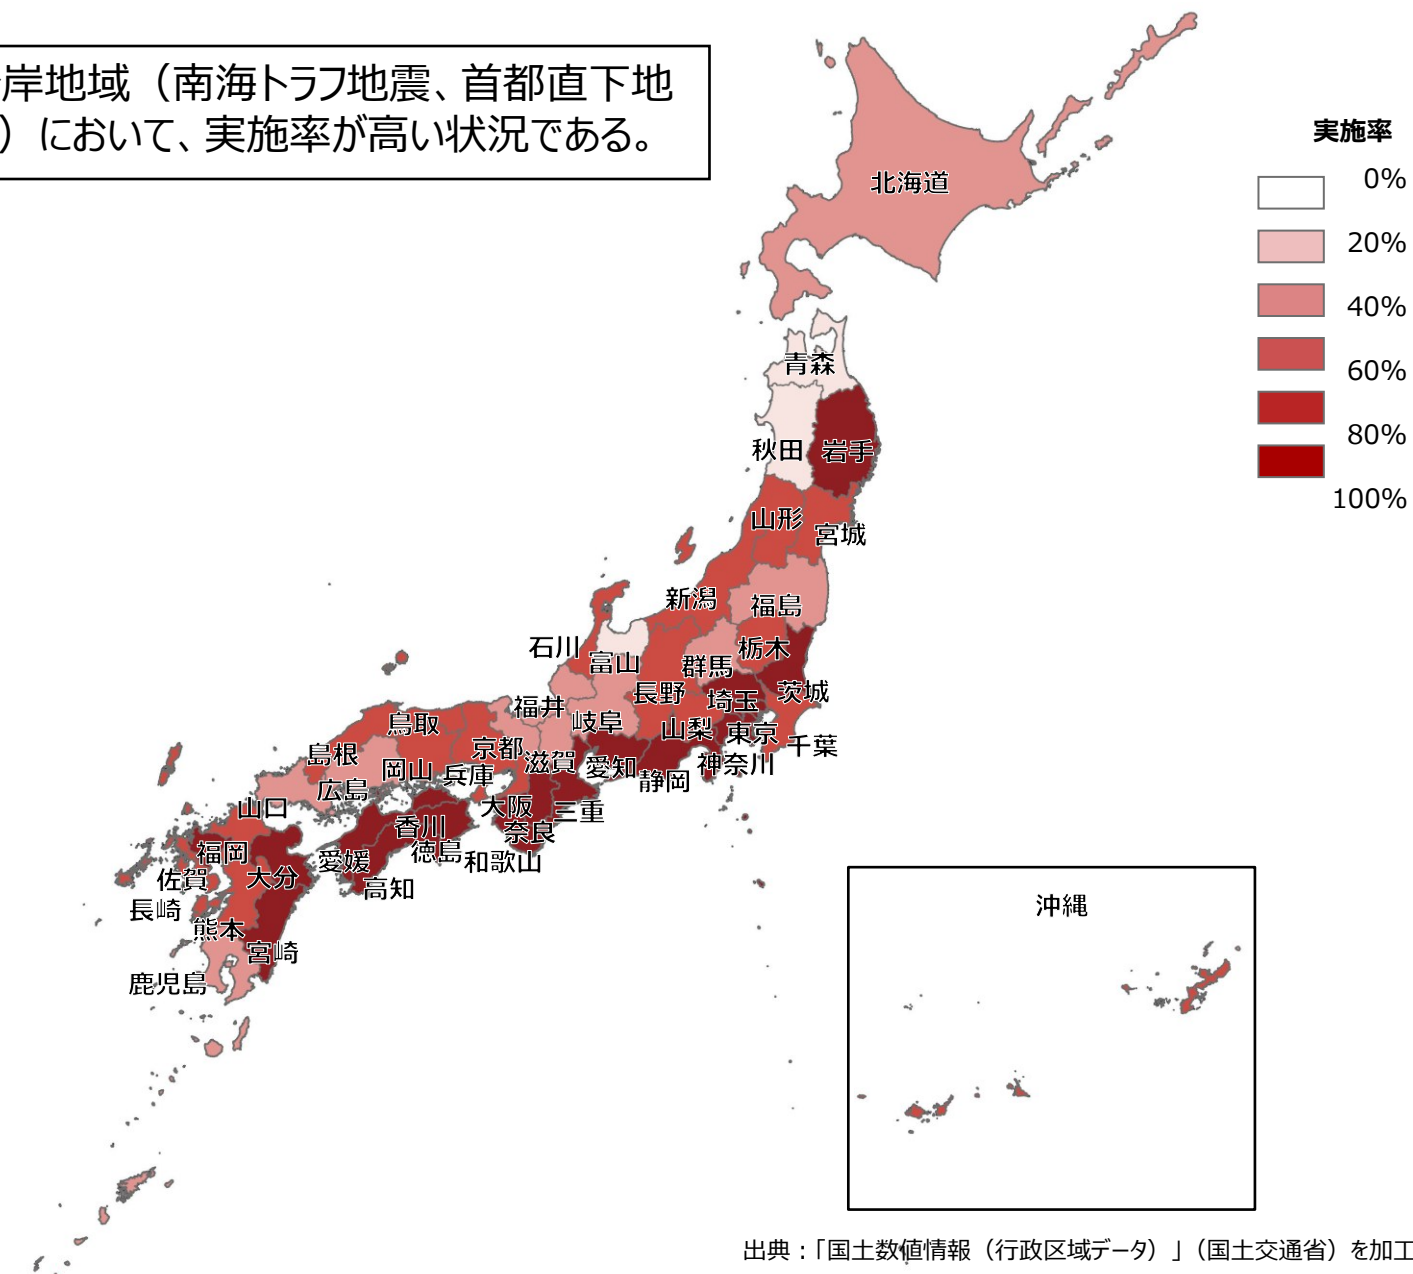 岸地域（南海トラフ地震、首都直下地
）において、実施率が高い状況である。
実施率
0%
20%
40%
60%
80%
100%
北海道
青森
秋田
岩手
山形
宮城
新潟
福島
石川
富山
群馬
栃木
長野
埼玉
茨城
福井
岐阜
山梨
東京
千葉
鳥取
島根
京都
滋賀
愛知
静岡
神奈川
岡山
兵庫
広島
山口
大阪
三重
奈良
香川
徳島
和歌山
福岡
愛媛
高知
佐賀
大分
長崎
熊本
宮崎
鹿児島
沖縄
出典：「国土数値情報（行政区域データ）」（国土交通省）を加工